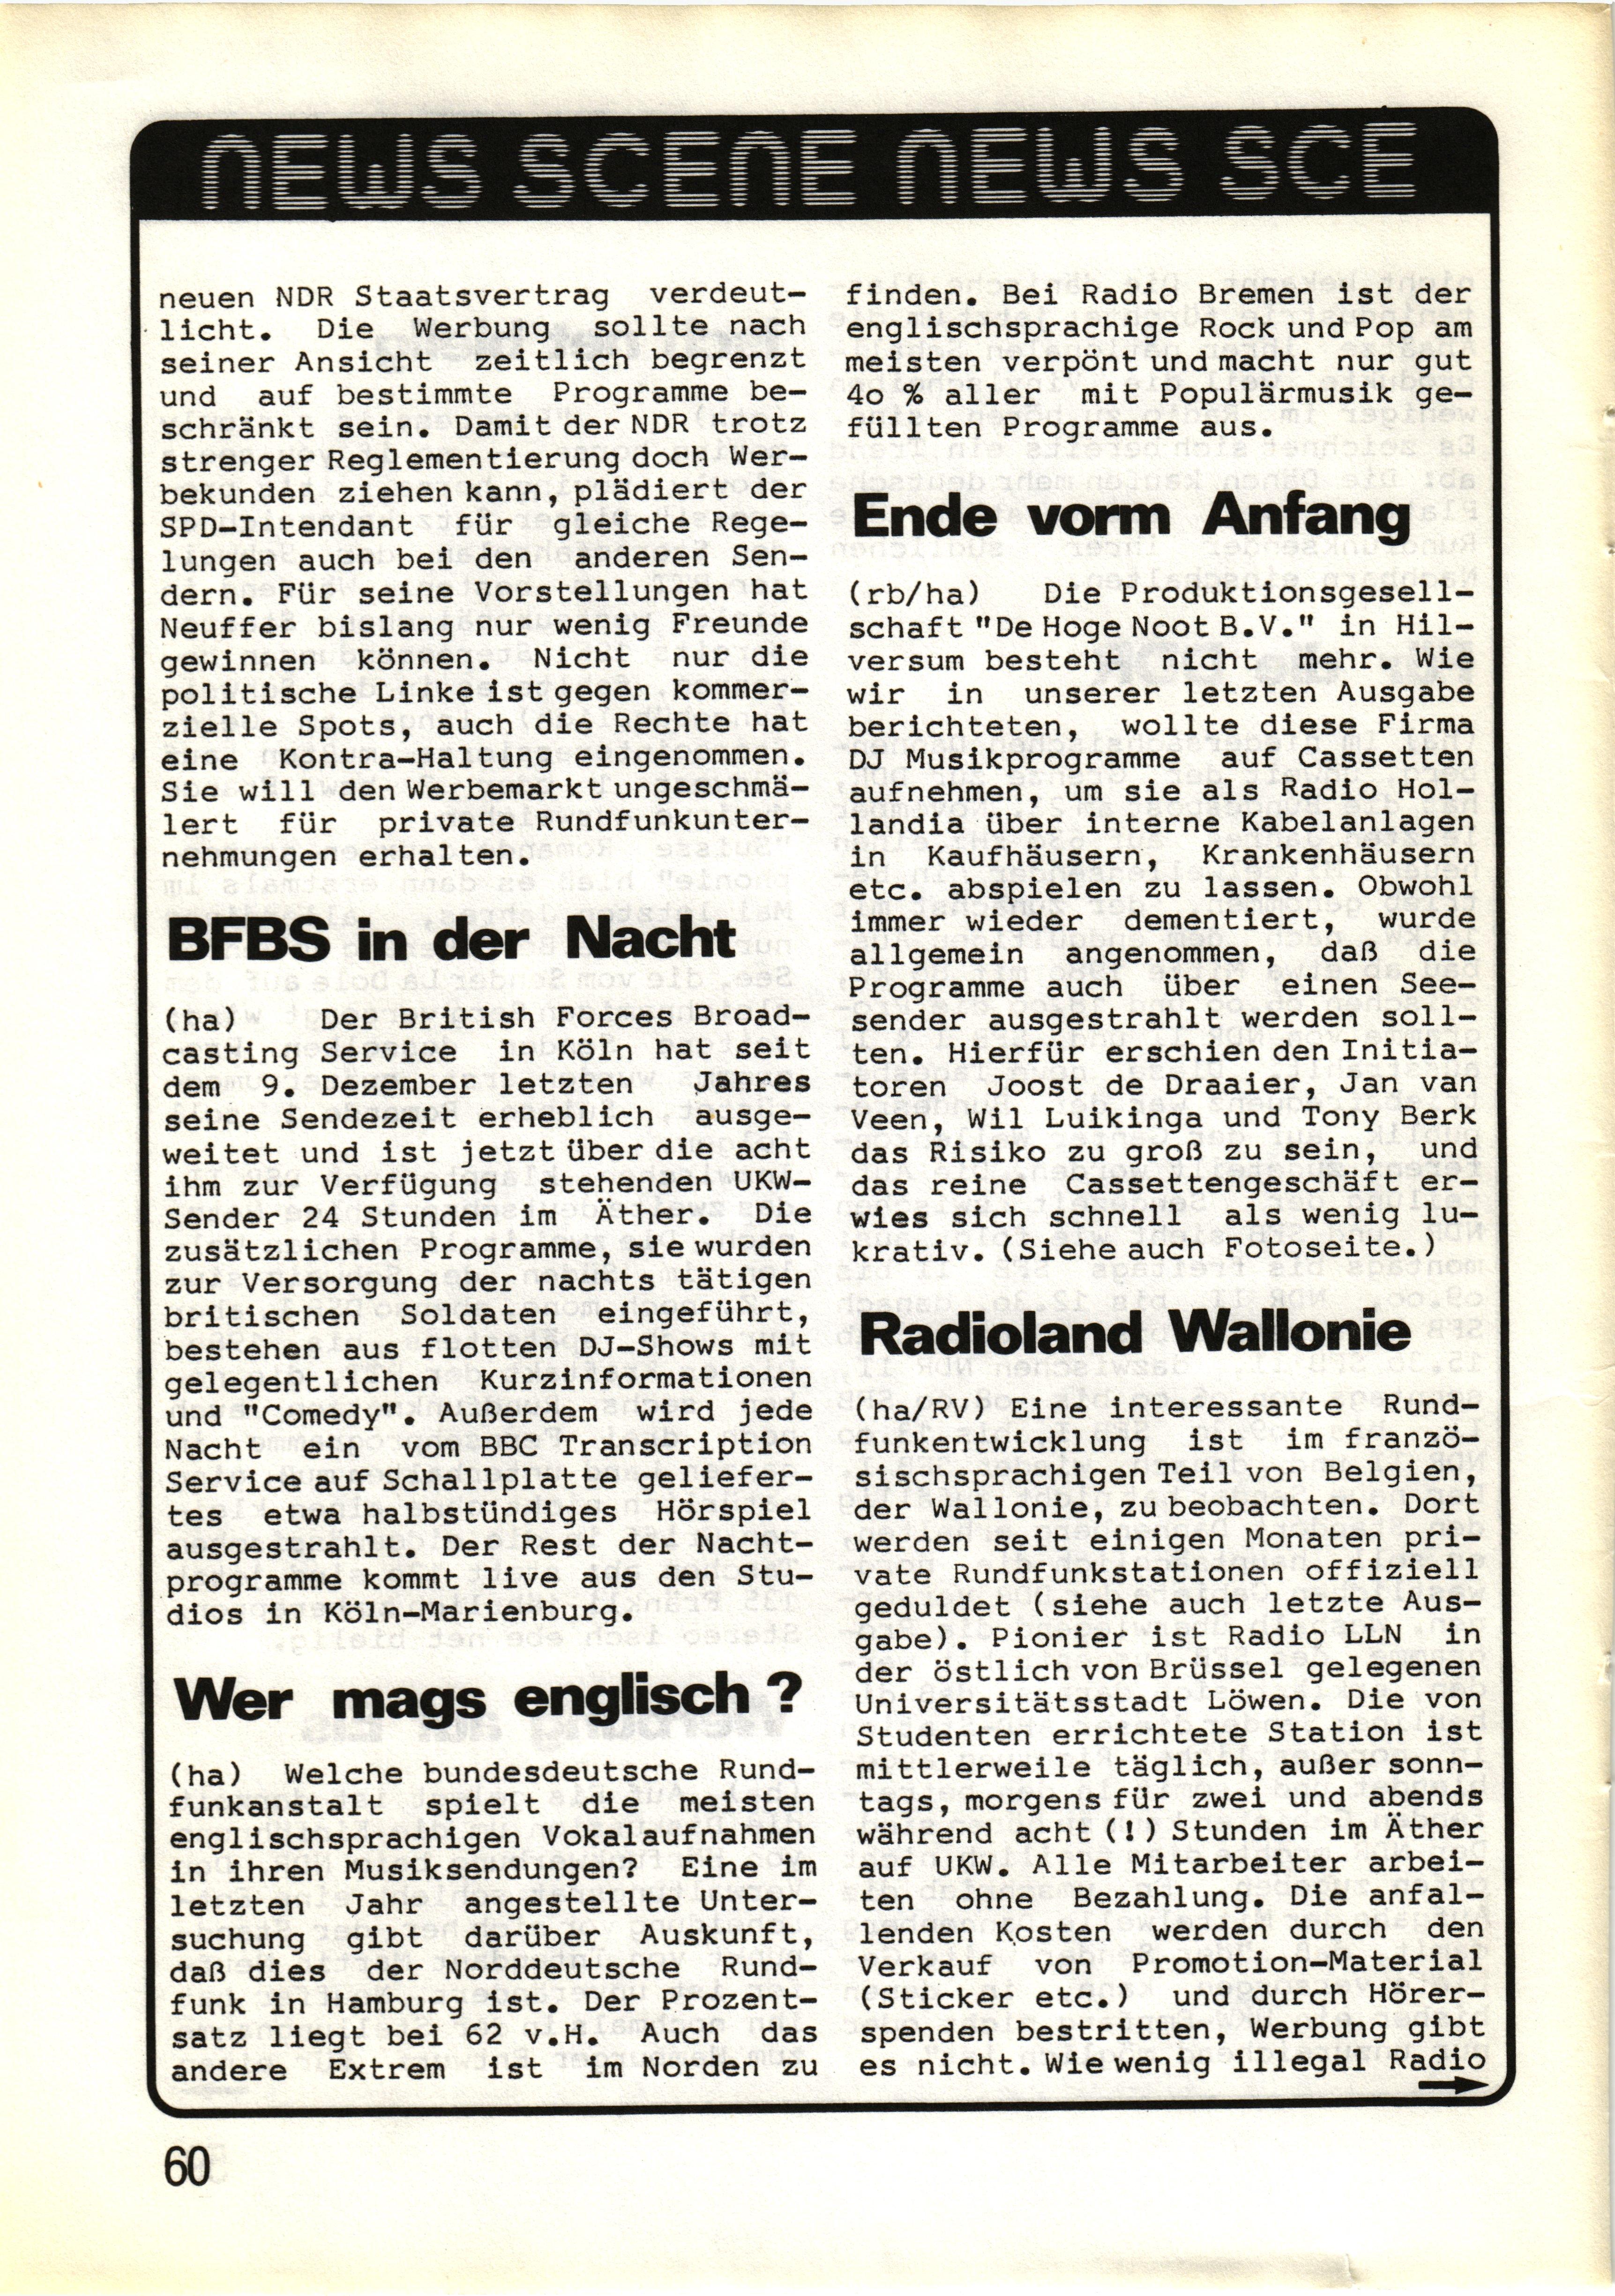 NEWS SCENE NEWS SCE
neuen NDR Staatsvertrag verdeut-
licht. Die Werbung sollte nach
seiner Ansicht zeitlich begrenzt
und auf bestimmte Programme be-
schränkt sein. Damit der NDR trotz
strenger Reglementierung doch Wer-
bekunden ziehen kann, plädiert der
SPD-Intendant für gleiche Rege-
lungen auch bei den anderen Sen-
dern. Für seine Vorstellungen hat
Neuffer bislang nur wenig Freunde
gewinnen können. Nicht nur die
politische Linke ist gegen kommer-
zielle Spots, auch die Rechte hat
eine Kontra-Haltung eingenommen.
Sie will den Werbemarkt ungeschmä-
lert für private Rundfunkunter-
nehmungen erhalten.
BFBS in der Nacht
(ha) Der British Forces Broad-
casting Service in Köln hat seit
dem 9. Dezember letzten Jahres
seine Sendezeit erheblich ausge-
weitet und ist jetzt über die acht
ihm zur Verfügung stehenden UKW-
Sender 24 Stunden im Äther. Die
zusätzlichen Programme, sie wurden
zur Versorgung der nachts tätigen
britischen Soldaten eingeführt,
bestehen aus flotten DJ-Shows mit
gelegentlichen Kurzinformationen
und "Comedy". Außerdem wird jede
Nacht ein vom BBC Transcription
Service auf Schallplatte geliefer-
tes etwa halbstündiges Hörspiel
ausgestrahlt. Der Rest der Nacht-
programme kommt live aus den Stu-
dios in Köln-Marienburg.
Wer mags englisch ?
(ha) Welche bundesdeutsche Rund-
funkanstalt spielt die meisten
englischsprachigen Vokalaufnahmen
in ihren Musiksendungen? Eine im
letzten Jahr angestellte Unter-
suchung gibt darüber Auskunft,
daß dies der Norddeutsche Rund-
funk in Hamburg ist. Der Prozent-
satz liegt bei 62 v.H. Auch das
andere Extrem ist im Norden zu
finden. Bei Radio Bremen ist der
englischsprachige Rock und Pop am
meisten verpönt und macht nur gut
4o % aller mit Populärmusik ge-
füllten Programme aus.
Ende vorm Anfang
(rb/ha) Die Produktionsgesell-
schaft "De Hoge Noot B.V." in Hil-
versum besteht nicht mehr. Wie
wir in unserer letzten Ausgabe
berichteten, wollte diese Firma
DJ Musikprogramme auf Cassetten
aufnehmen, um sie als Radio Hol-
landia über interne Kabelanlagen
in Kaufhäusern, Krankenhäusern
etc. abspielen zu lassen. Obwohl
immer wieder dementiert, wurde
allgemein angenommen, daß die
Programme auch über einen See-
sender ausgestrahlt werden soll-
ten. Hierfür erschien den Initia-
toren Joost de Draaier, Jan van
Veen, Wil Luikinga und Tony Berk
das Risiko zu groß zu sein, und
das reine Cassettengeschäft er-
wies sich schnell als wenig lu-
krativ. (Siehe auch Fotoseite.)
Radioland Wallonie
(ha/RV) Eine interessante Rund-
funkentwicklung ist im franzö-
sischsprachigen Teil von Belgien,
der Wallonie, zu beobachten. Dort
werden seit einigen Monaten pri-
vate Rundfunkstationen offiziell
geduldet (siehe auch letzte Aus-
gabe). Pionier ist Radio LLN in
der östlich von Brüssel gelegenen
Universitätsstadt Löwen. Die von
Studenten errichtete Station ist
mittlerweile täglich, außer sonn-
tags, morgens für zwei und abends
während acht (!) Stunden im Äther
auf UKW. Alle Mitarbeiter arbei-
ten ohne Bezahlung. Die anfal-
lenden Kosten werden durch den
Verkauf von Promotion-Material
(Sticker etc.) und durch Hörer-
spenden bestritten, Werbung gibt
es nicht. Wie wenig illegal Radio
60